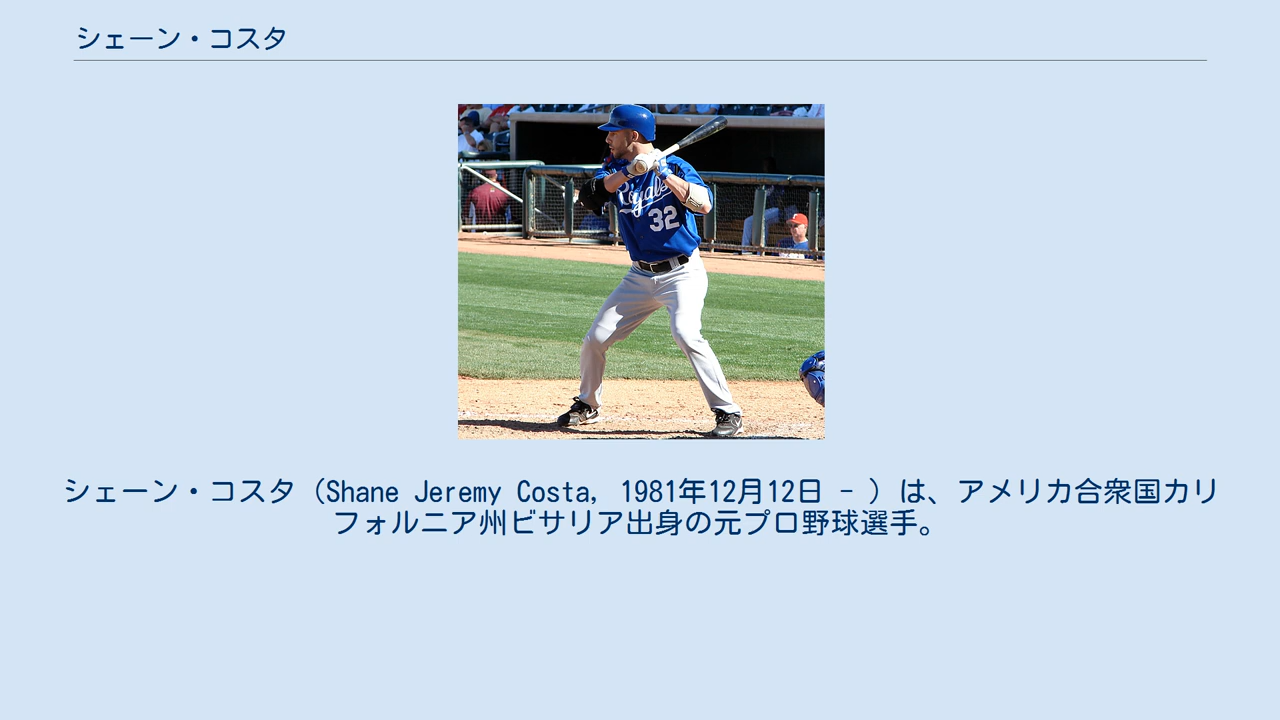 シェーン・コスタ
Royals
32
シェーン・コスタ（Shane Jeremy Costa, 1981年12月12日 - ）は、アメリカ合衆国カリ
フォルニア州ビサリア出身の元プロ野球選手。